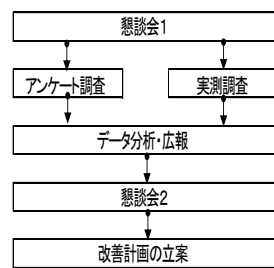 懇談会1
アンケート調査 実測調査
データ分析・広報
懇談会2
改善計画の立案